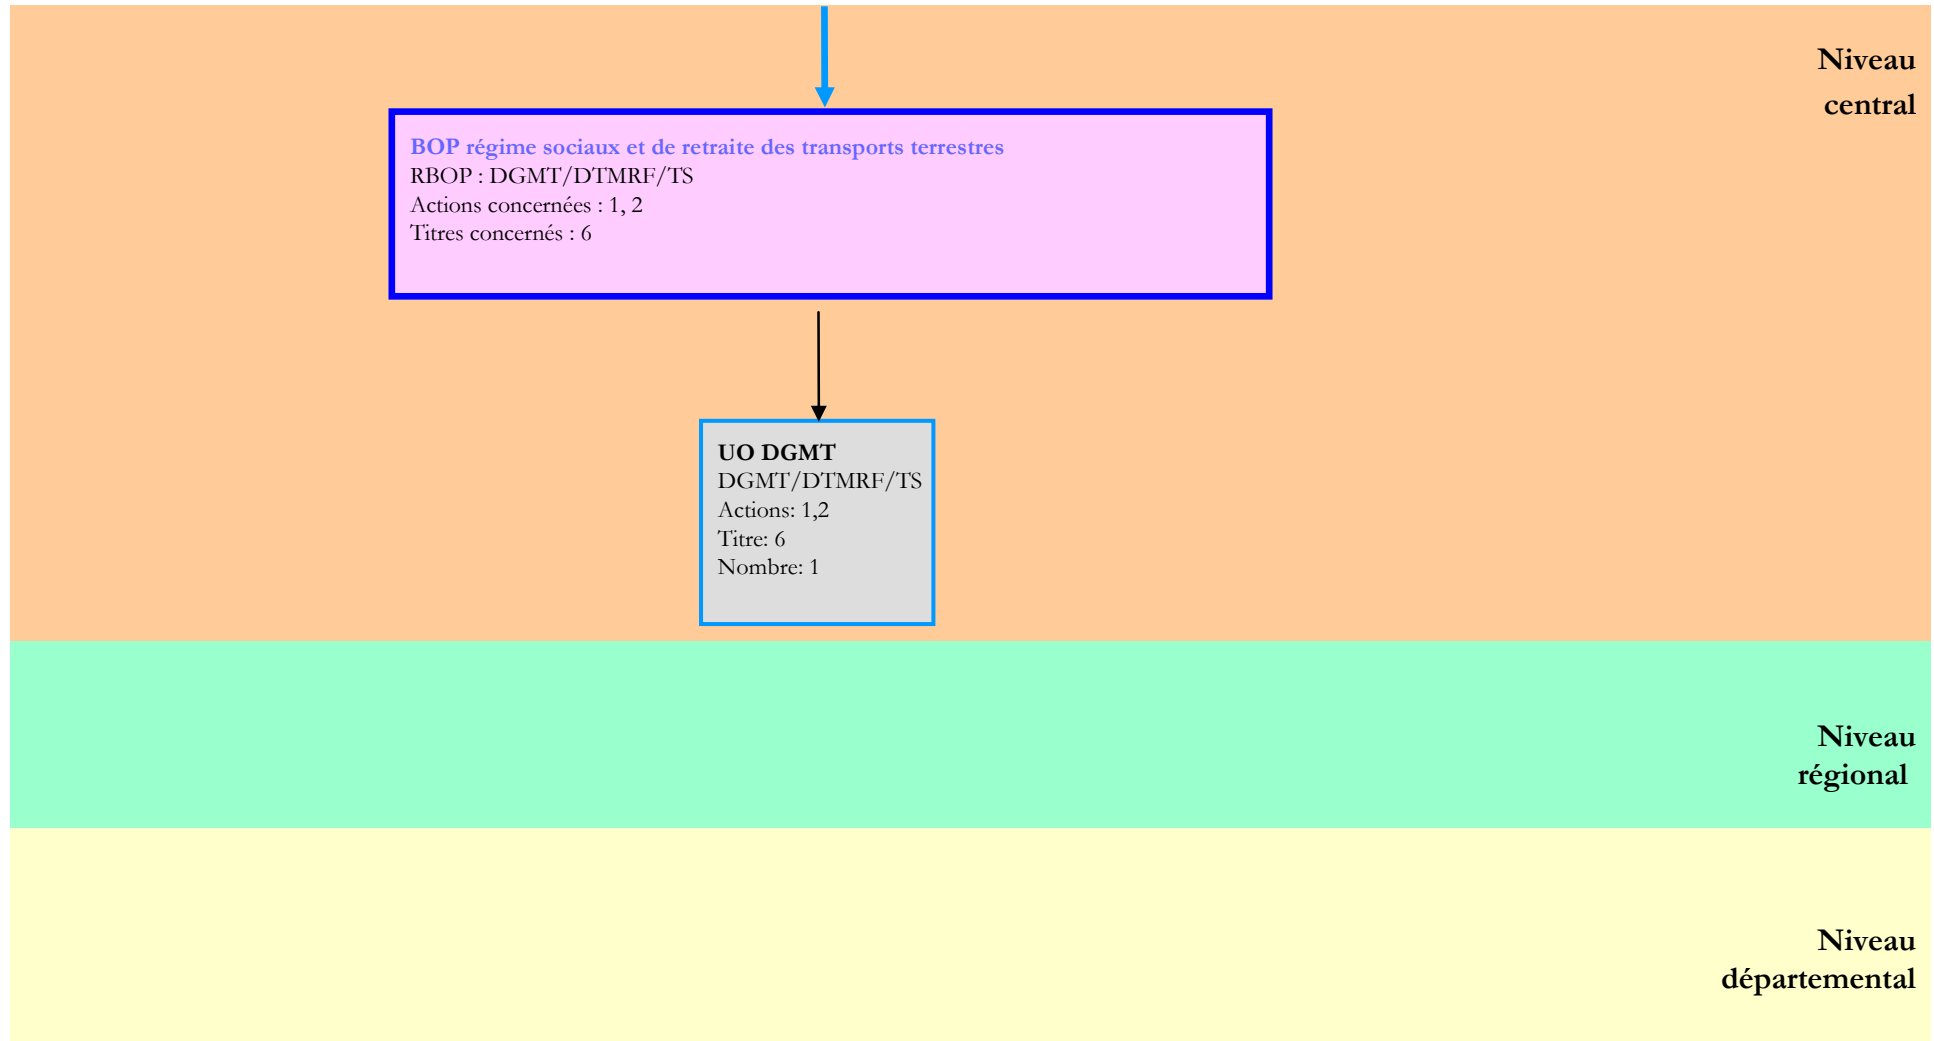 Niveau
central
BOP régime sociaux et de retraite des transports terrestres
RBOP : DGMT/DTMRF/TS
Actions concernées : 1, 2
Titres concernés : 6
UO DGMT
DGMT/DTMRF/TS
Actions: 1,2
Titre: 6
Nombre: 1
Niveau
régional
Niveau
départemental